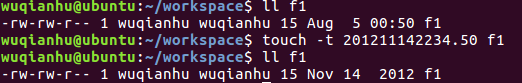 wuqianhu@ubuntu:~/workspace$ ll f1
-rw-rw-r-- 1 wuqianhu wuqianhu 15 Aug  5 00:50 f1
wuqianhu@ubuntu:~/workspace$ touch -t 201211142234.50 f1
wuqianhu@ubuntu:~/workspace$ ll f1
-rw-rw-r-- 1 wuqianhu wuqianhu 15 Nov 14  2012 f1